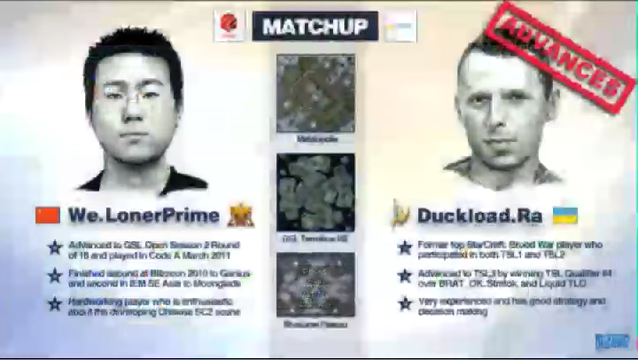 MATCHUP
ADVANCES
Metalopolis
GSL Terminus RE
Shakuras Plateau
We.LonerPrime
Advanced to GSL Open Season 2 Round
of 16 and played in Code A March 2011
Finished second at Blizzcon 2010 to Genius
and second in IEM SE Asia to Moonglade
Hardworking player who is enthusiastic
about the developing Chinese SC2 scene
Duckload.Ra
Former top StarCraft: Brood War player who
participated in both TSL1 and TSL2
Advanced to TSL3 by winning TSL Qualifier #4
over BRAT_OK, Strelok, and Liquid`TLO
Very experienced and has good strategy and
decision making